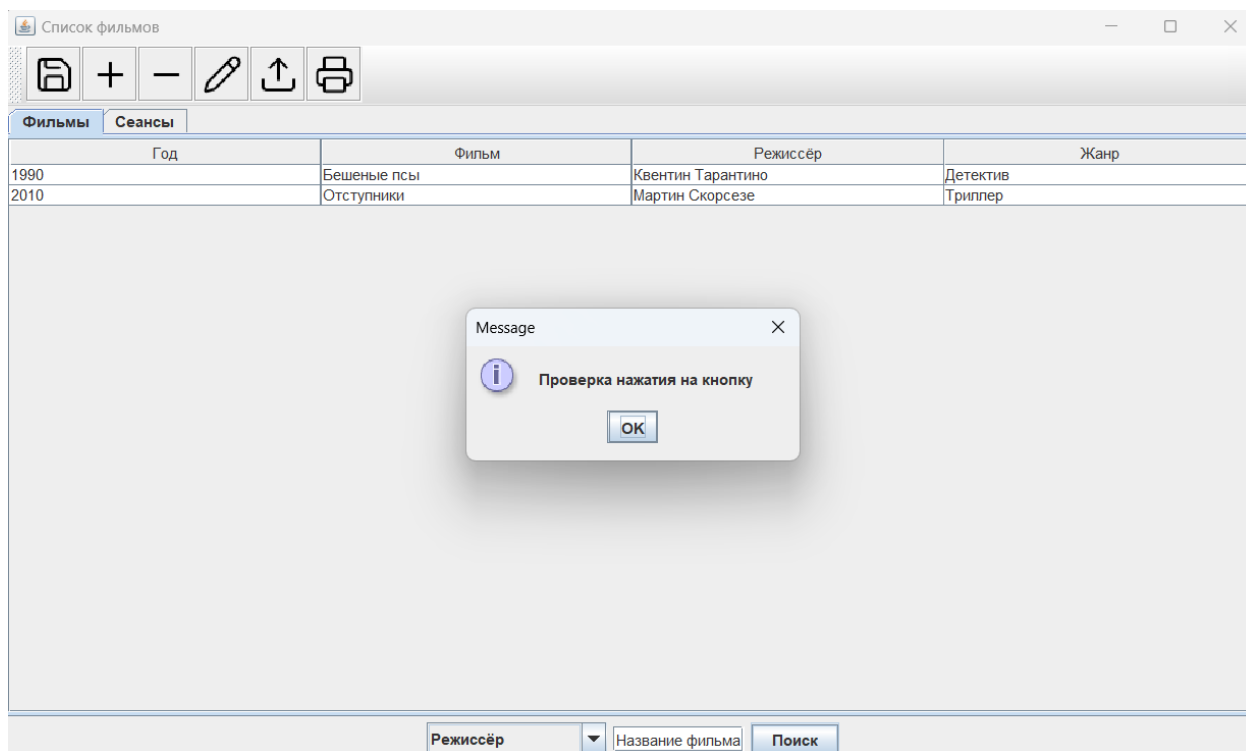 Список фильмов
Фильмы Сеансы
Год Фильм Режиссёр Жанр
1990 Бешеные псы Квентин Тарантино Детектив
2010 Отступники Мартин Скорсезе Триллер
Message
i Проверка нажатия на кнопку
OK
Режиссёр Название фильма Поиск